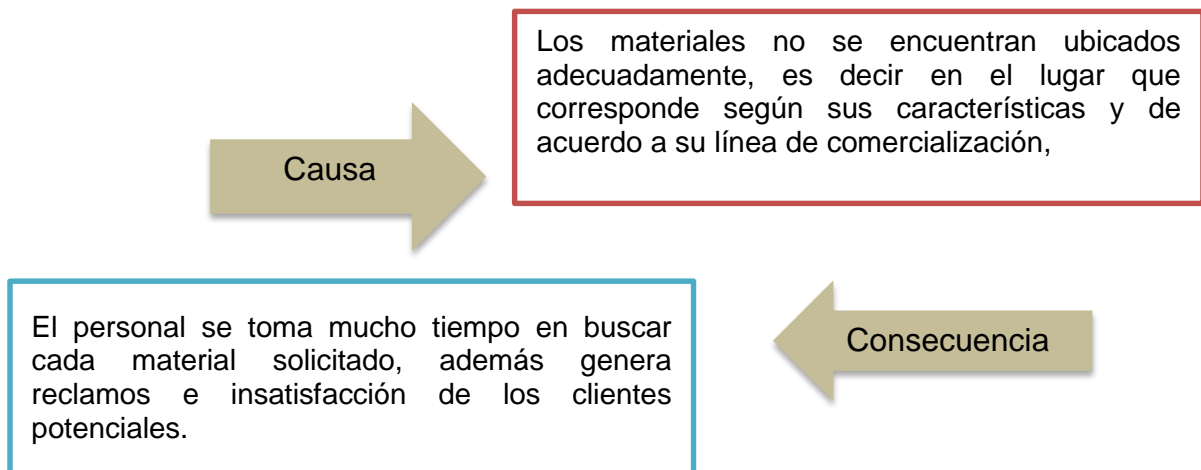 Causa
Los materiales no se encuentran ubicados
adecuadamente, es decir en el lugar que
corresponde según sus características y de
acuerdo a su línea de comercialización,
Consecuencia
El personal se toma mucho tiempo en buscar
cada material solicitado, además genera
reclamos e insatisfacción de los clientes
potenciales.